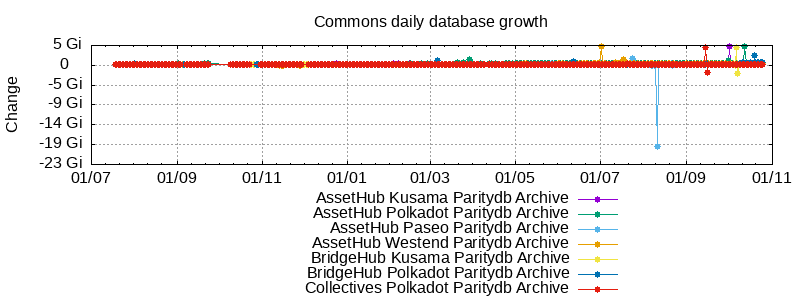 Commons daily database growth
Change
5 Gi
0
-5 Gi
-9 Gi
-14 Gi
-19 Gi
-23 Gi
01/07 01/09 01/11 01/01 01/03 01/05 01/07 01/09 01/11
AssetHub Kusama Paritydb Archive
AssetHub Polkadot Paritydb Archive
AssetHub Paseo Paritydb Archive
AssetHub Westend Paritydb Archive
BridgeHub Kusama Paritydb Archive
BridgeHub Polkadot Paritydb Archive
Collectives Polkadot Paritydb Archive